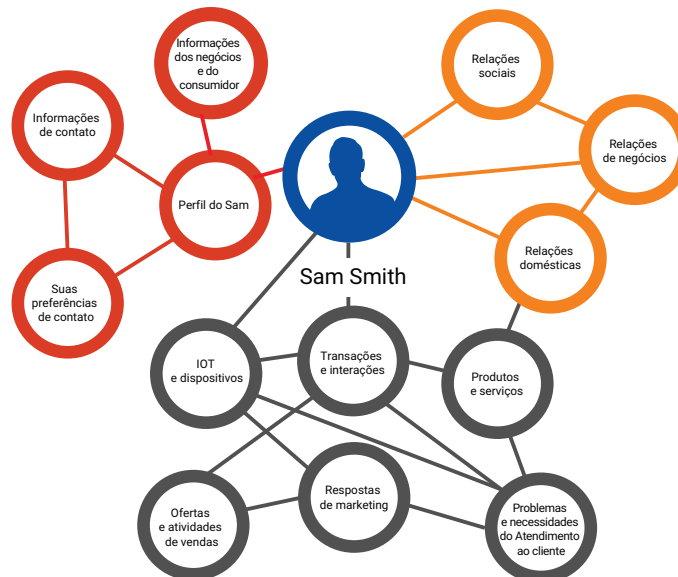 Informações
dos negócios
e do
consumidor
Relações
sociais
Informações
de contato
Relações
de negócios
Perfil do Sam
Relações
domésticas
Sam Smith
Suas
preferências
de contato
IOT
e dispositivos
Transações
e interações
Produtos
e serviços
Respostas
de marketing
Ofertas
e atividades
de vendas
Problemas
e necessidades
do Atendimento
ao cliente